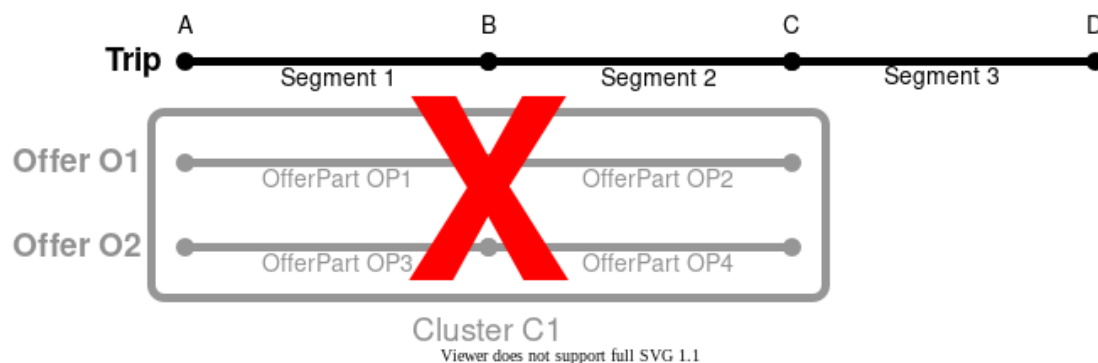 A B C D
Trip
Segment 1 Segment 2 Segment 3
Offer O1
OfferPart OP1 OfferPart OP2
Offer O2
OfferPart OP3 OfferPart OP4
Cluster C1
Viewer does not support full SVG 1.1